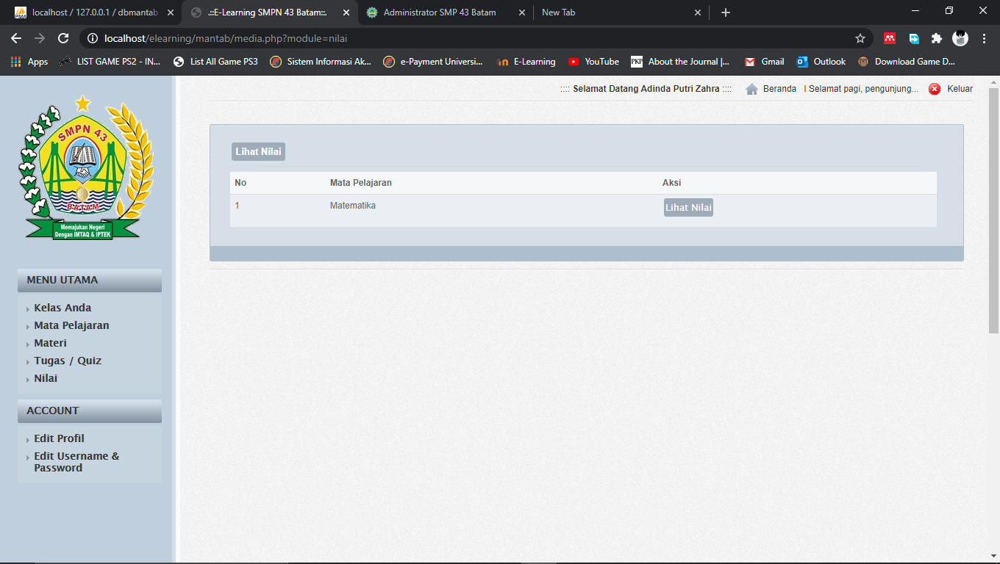 localhost / 127.0.0.1 / dbmantab
.::E-Learning SMPN 43 Batam::.
Administrator SMP 43 Batam
New Tab
localhost/elearning/mantab/media.php?module=nilai
Apps
LIST GAME PS2 - IN...
List All Game PS3
Sistem Informasi Ak...
e-Payment Universi...
E-Learning
YouTube
About the Journal |...
Gmail
Outlook
Download Game D...
:::: Selamat Datang Adinda Putri Zahra ::::
Beranda
I Selamat pagi, pengunjung...
Keluar
SMPN 43
BATAM
Memajukan Negeri
Dengan IMTAQ & IPTEK
MENU UTAMA
Kelas Anda
Mata Pelajaran
Materi
Tugas / Quiz
Nilai
ACCOUNT
Edit Profil
Edit Username &
Password
Lihat Nilai
No Mata Pelajaran Aksi
1 Matematika Lihat Nilai